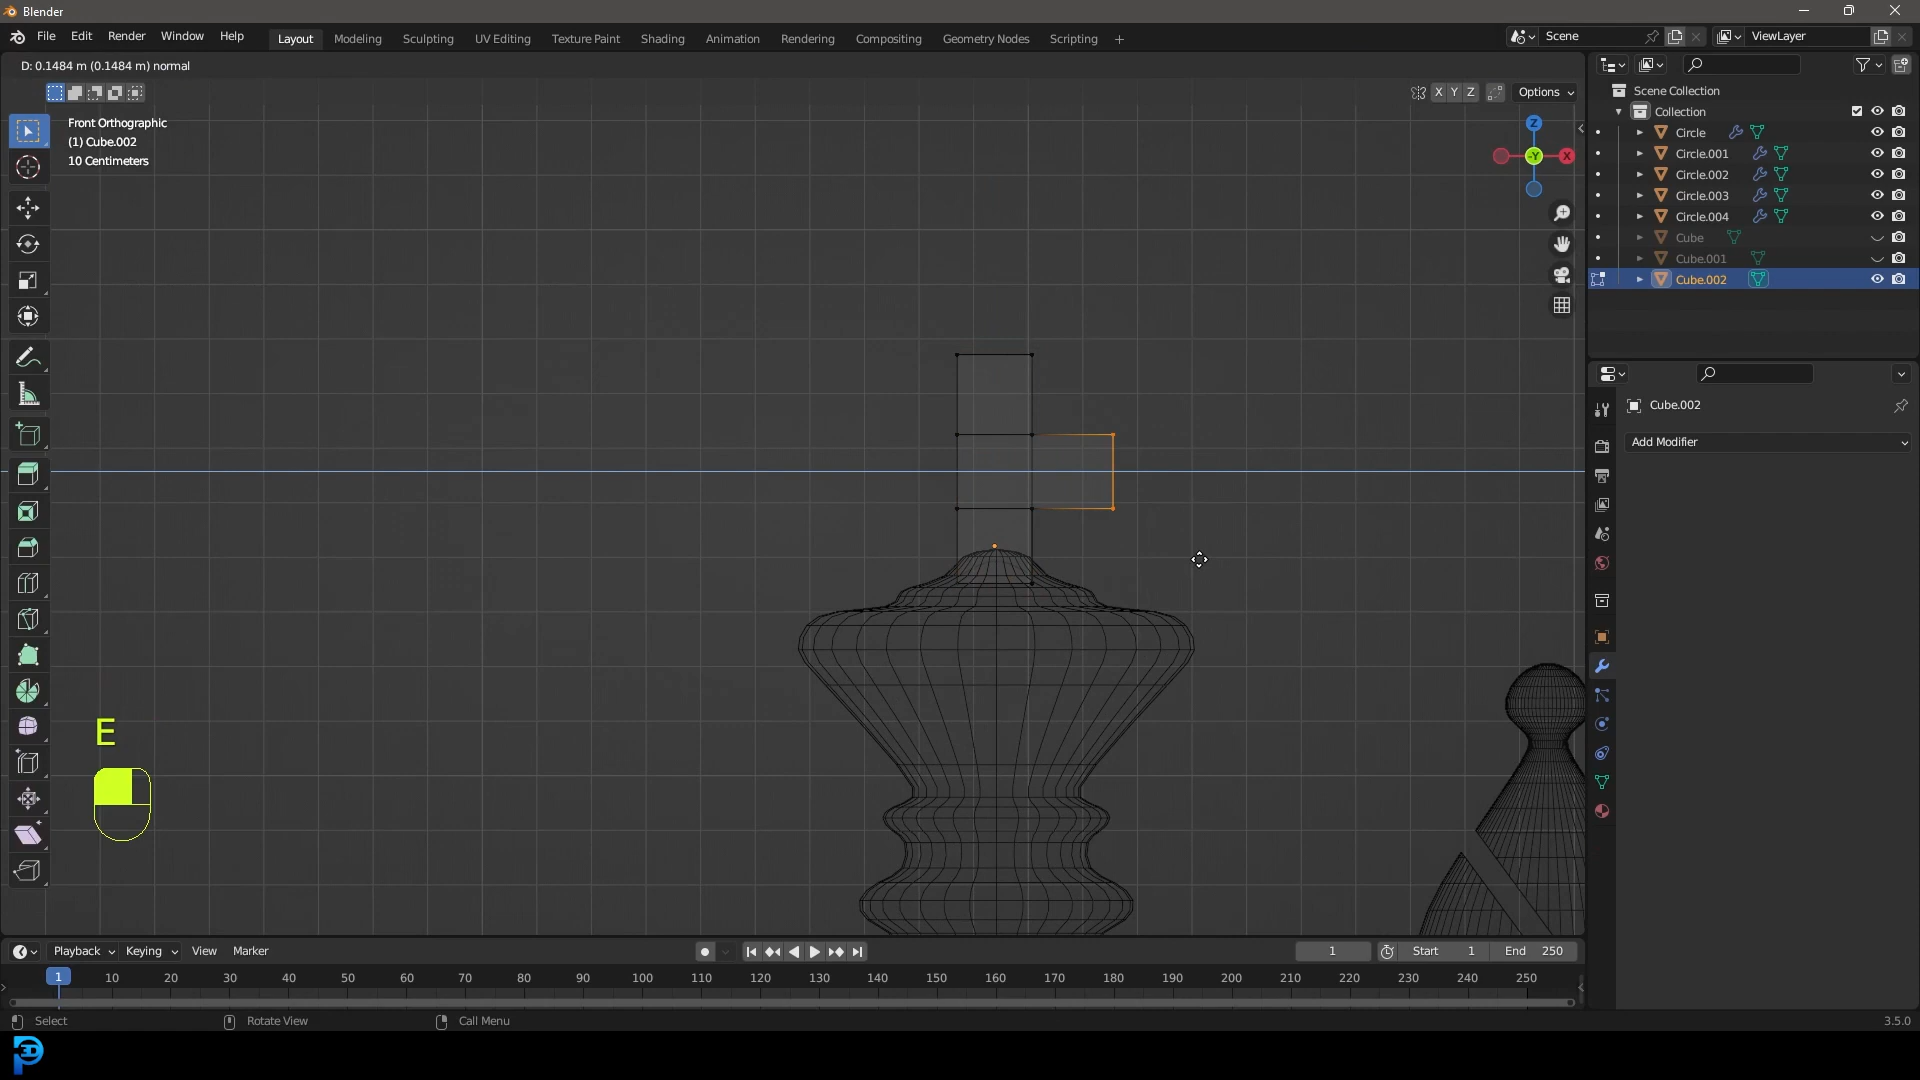 Blender
File Edit Render Window Help Layout Modeling Sculpting UV Editing Texture Paint Shading Animation Rendering Compositing Geometry Nodes Scripting + Scene ViewLayer
D: 0.1484 m (0.1484 m) normal
X Y Z Options
Front Orthographic
(1) Cube.002
10 Centimeters
Z
-Y
X
Scene Collection
Collection
Circle
Circle.001
Circle.002
Circle.003
Circle.004
Cube
Cube.001
Cube.002
Cube.002
Add Modifier
E
Playback Keying View Marker 1 Start 1 End 250
1 10 20 30 40 50 60 70 80 90 100 110 120 130 140 150 160 170 180 190 200 210 220 230 240 250
Select Rotate View Call Menu 3.5.0
3D